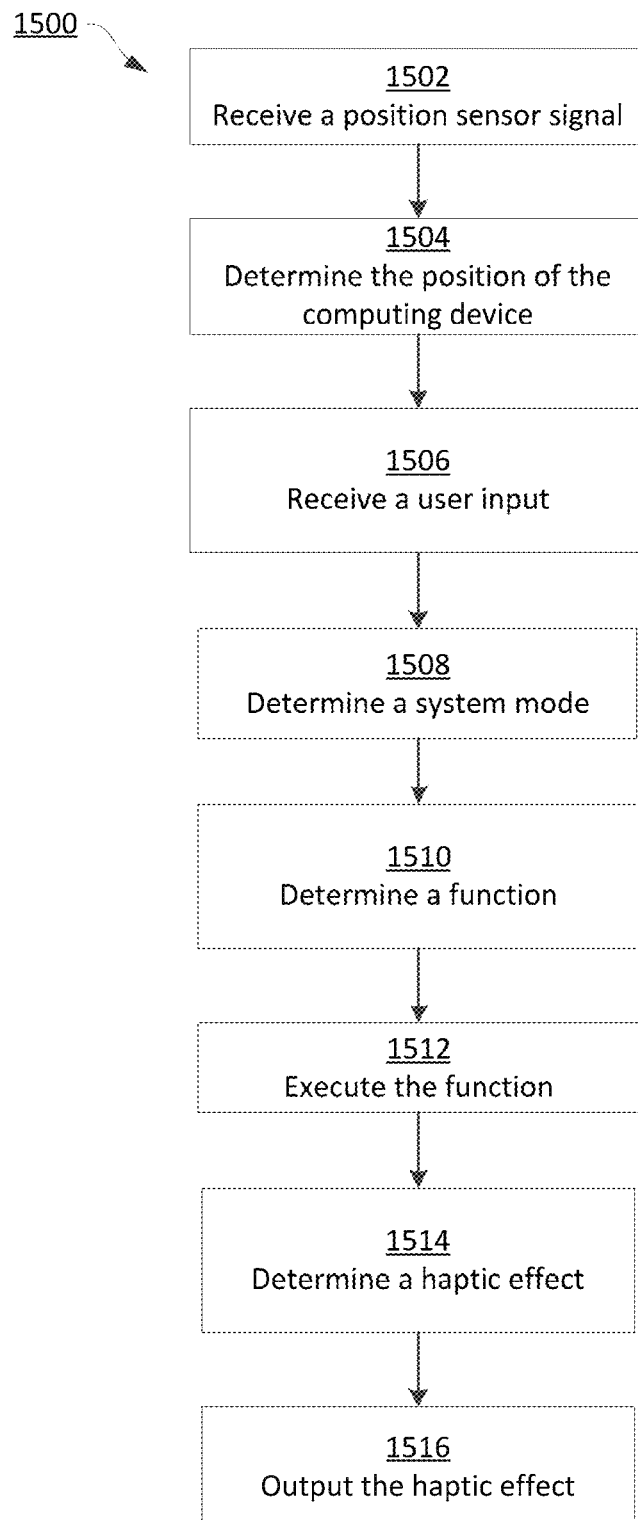 1500
1502
Receive a position sensor signal
1504
Determine the position of the
computing device
1506
Receive a user input
1508
Determine a system mode
1510
Determine a function
1512
Execute the function
1514
Determine a haptic effect
1516
Output the haptic effect